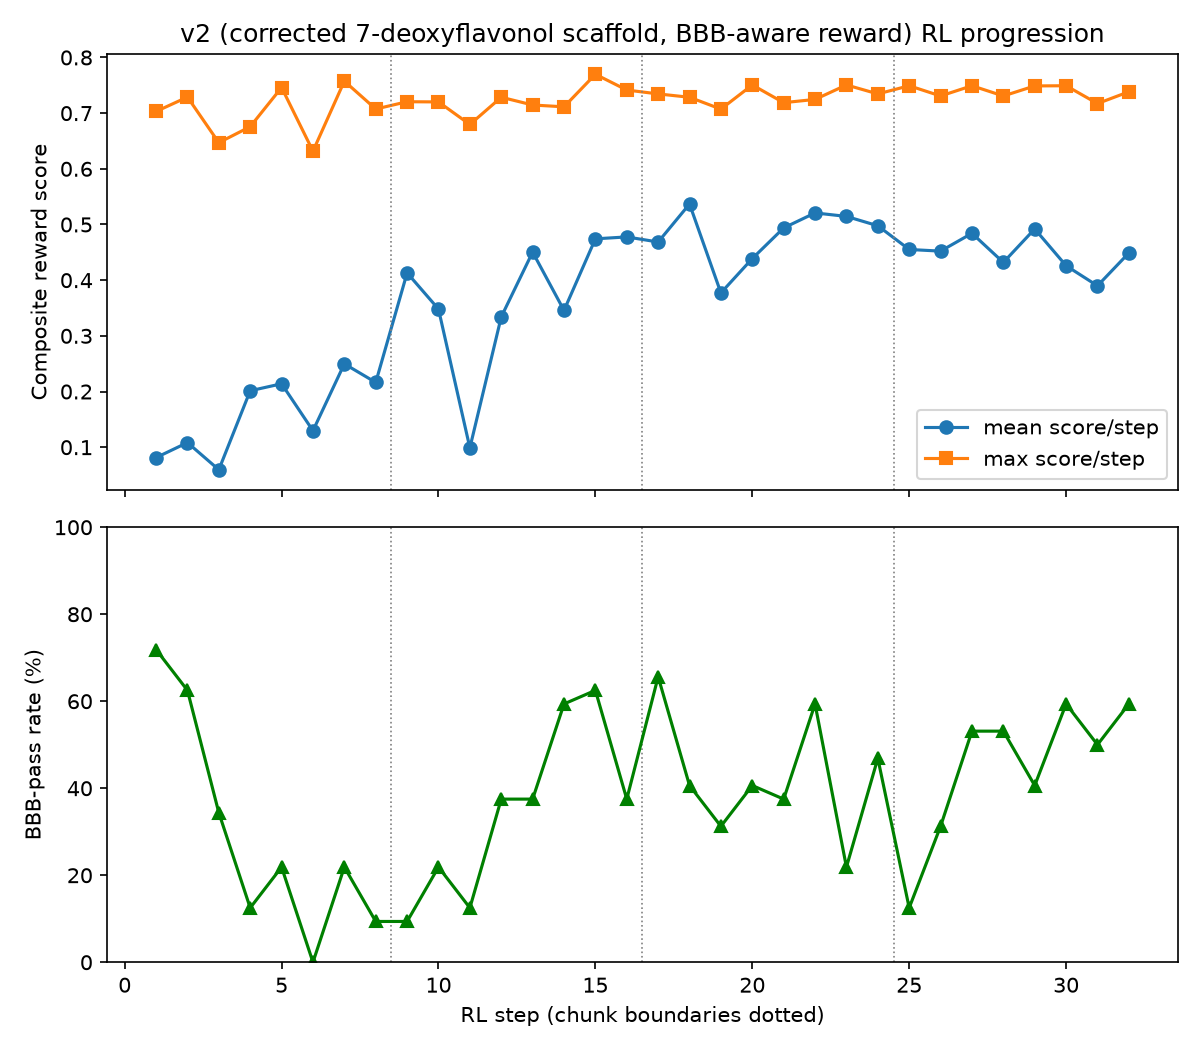 v2 (corrected 7-deoxyflavonol scaffold, BBB-aware reward) RL progression
Composite reward score
0.8
0.7
0.6
0.5
0.4
0.3
0.2
0.1
mean score/step
max score/step
BBB-pass rate (%)
100
80
60
40
20
0
0 5 10 15 20 25 30
RL step (chunk boundaries dotted)